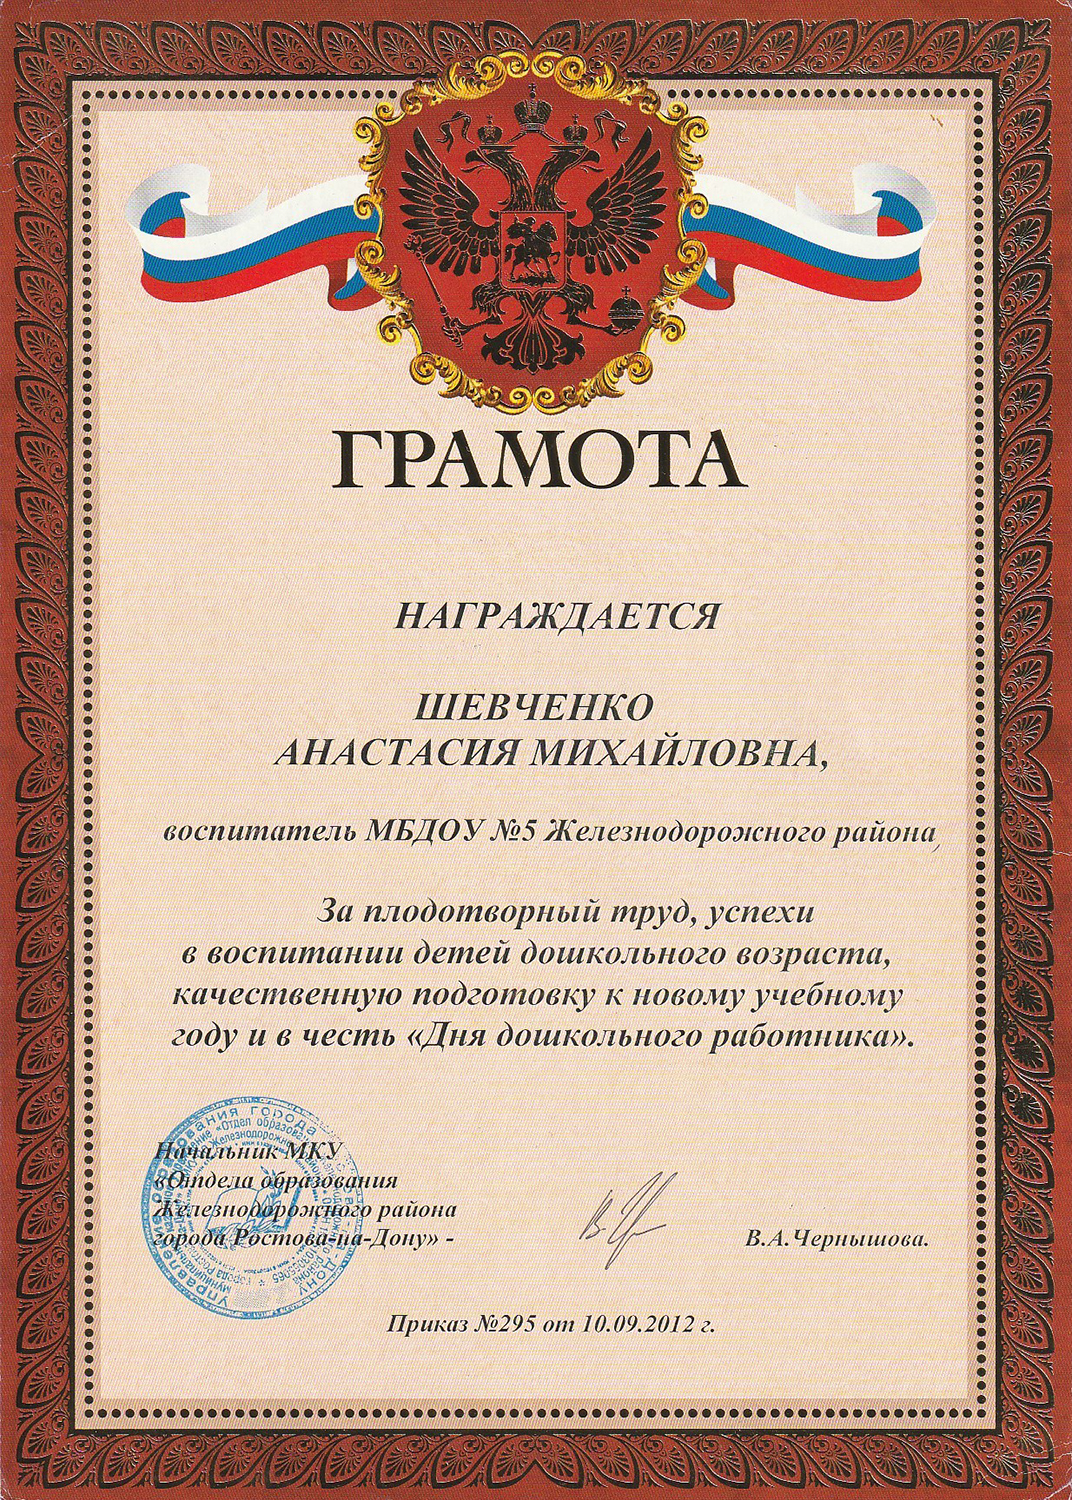 ГРАМОТА
НАГРАЖДАЕТСЯ
ШЕВЧЕНКО
АНАСТАСИЯ МИХАЙЛОВНА,
воспитатель МБДОУ №5 Железнодорожного района,
За плодотворный труд, успехи
в воспитании детей дошкольного возраста,
качественную подготовку к новому учебному
году и в честь «Дня дошкольного работника».
Начальник МКУ
«Отдела образования
Железнодорожного района
города Ростова-на-Дону» -
В.А.Чернышова.
Приказ №295 от 10.09.2012 г.